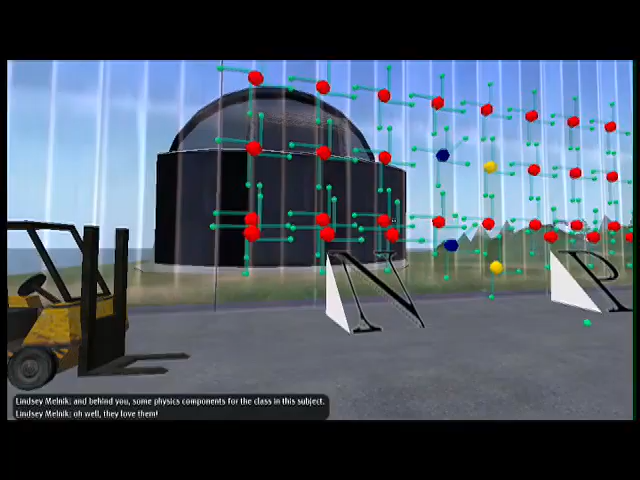 N P
Lindsey Melnik: and behind you, some physics components for the class in this subject.
Lindsey Melnik: oh well, they love them!